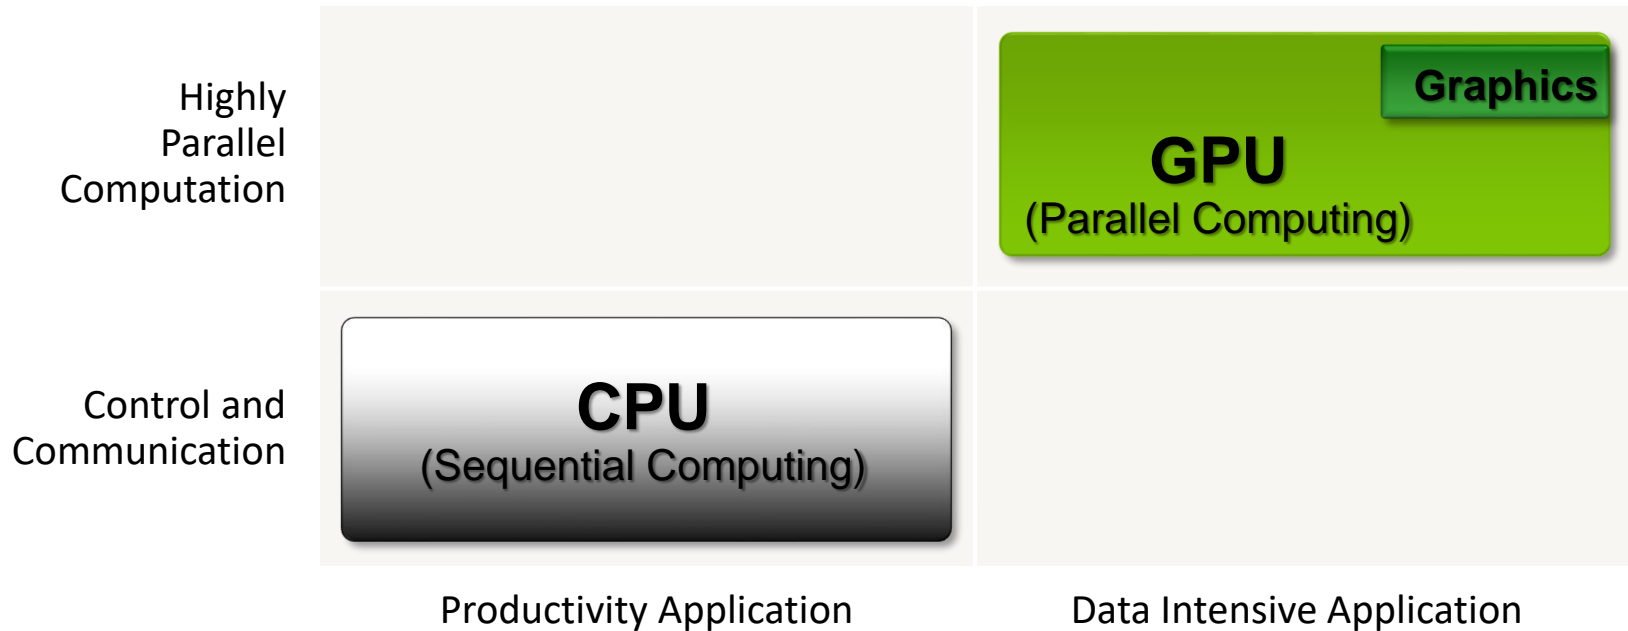 Highly
Parallel
Computation
Graphics
GPU
(Parallel Computing)
Control and
Communication
CPU
(Sequential Computing)
Productivity Application
Data Intensive Application